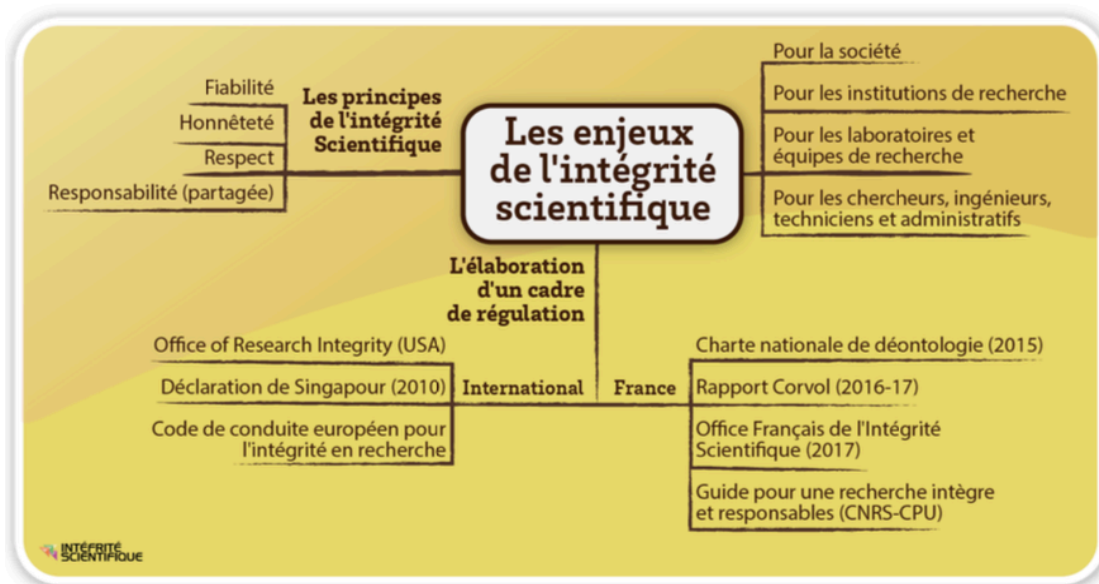 Les enjeux
de l'intégrité
scientifique
Les principes
de l'intégrité
Scientifique
Fiabilité
Honnêteté
Respect
Responsabilité (partagée)
Pour la société
Pour les institutions de recherche
Pour les laboratoires et
équipes de recherche
Pour les chercheurs, ingénieurs,
techniciens et administratifs
L'élaboration
d'un cadre
de régulation
International
Office of Research Integrity (USA)
Déclaration de Singapour (2010)
Code de conduite européen pour
l'intégrité en recherche
France
Charte nationale de déontologie (2015)
Rapport Corvol (2016-17)
Office Français de l'Intégrité
Scientifique (2017)
Guide pour une recherche intègre
et responsables (CNRS-CPU)
INTÉFRITÉ
SCIENTIFIQUE